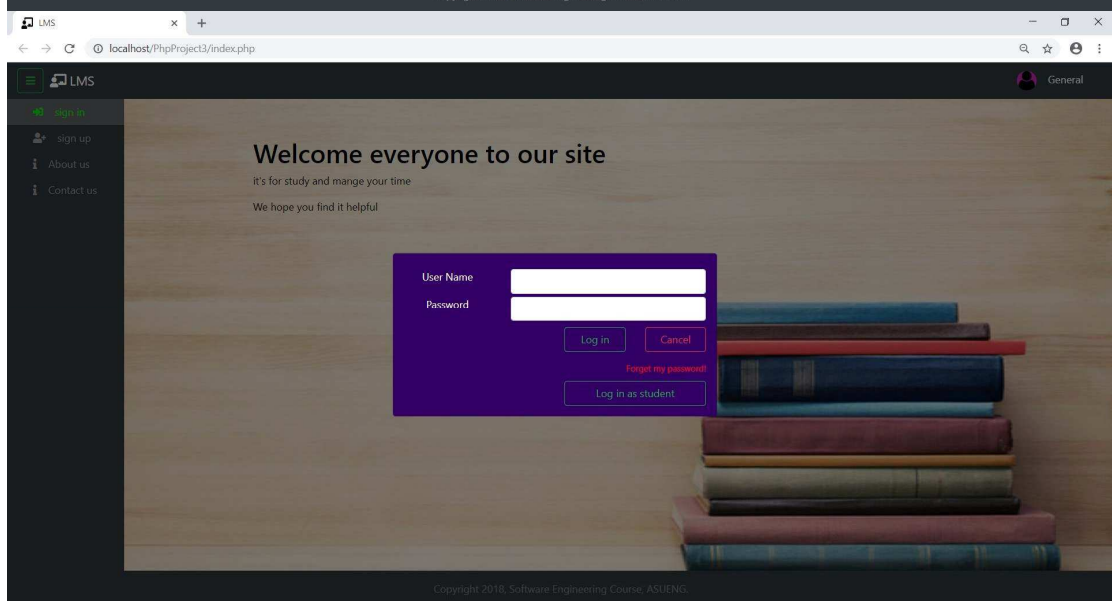 LMS
localhost/PhpProject3/index.php
LMS
General
sign in
sign up
About us
Contact us
Welcome everyone to our site
it's for study and mange your time
We hope you find it helpful
User Name
Password
Log in Cancel
Forget my password!
Log in as student
Copyright 2018, Software Engineering Course, ASUENG.